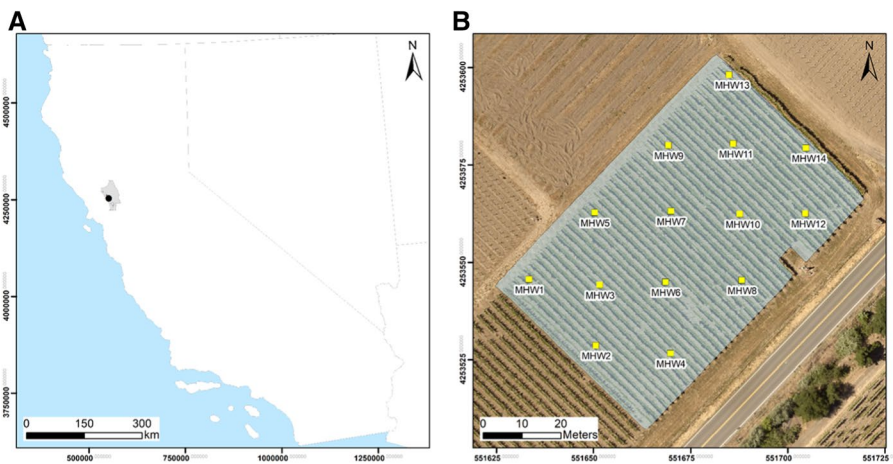 A
B
N
N
4500000
4250000
4000000
3750000
0 150 300
km
500000 750000 1000000 1250000
4253600
4253575
4253550
4253525
MHW13
MHW9
MHW11
MHW14
MHW5
MHW7
MHW10
MHW12
MHW1
MHW3
MHW6
MHW8
MHW2
MHW4
0 10 20
Meters
551625 551650 551675 551700 551725